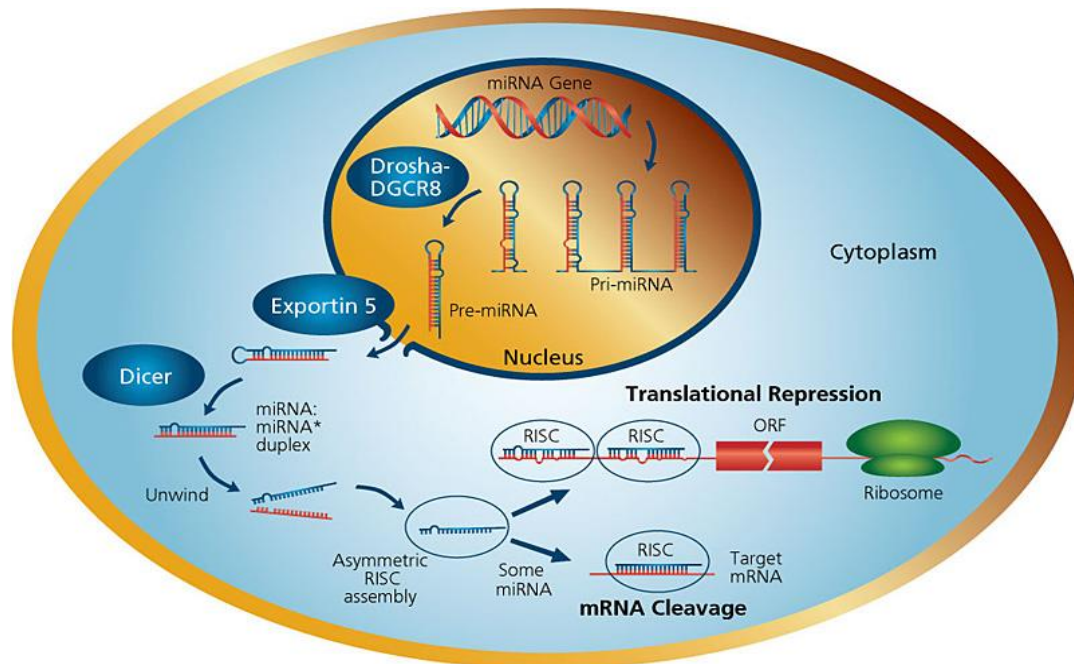 miRNA Gene
Drosha-
DGCR8
Pri-miRNA
Cytoplasm
Exportin 5
Pre-miRNA
Nucleus
Dicer
miRNA:
miRNA*
duplex
Unwind
Asymmetric
RISC
assembly
Translational Repression
RISC
RISC
ORF
Ribosome
Some
miRNA
RISC
Target
mRNA
mRNA Cleavage